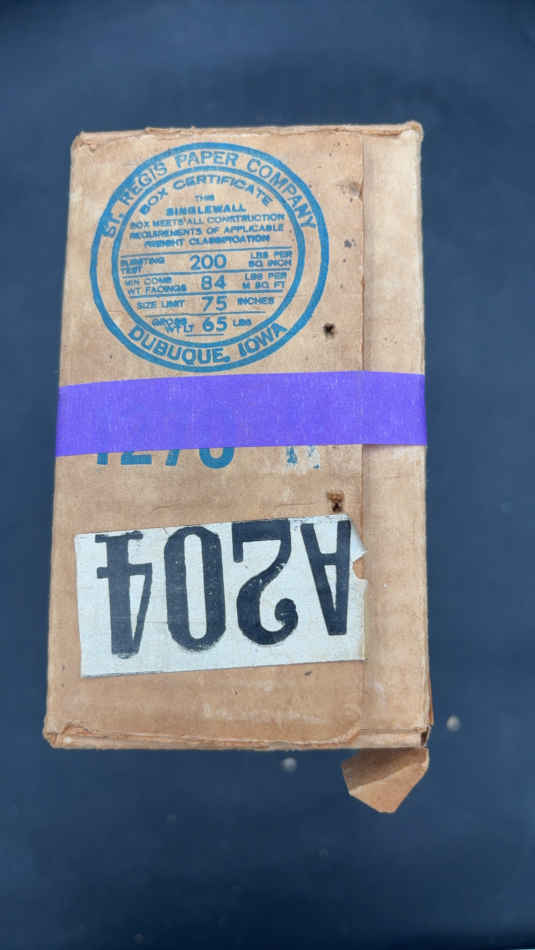 ST. REGIS PAPER COMPANY
BOX CERTIFICATE
THIS
SINGLEWALL
BOX MEETS ALL CONSTRUCTION
REQUIREMENTS OF APPLICABLE
FREIGHT CLASSIFICATION
BURSTING TEST 200 LBS PER SQ INCH
MIN COMB WT FACINGS 84 LBS PER M SQ FT
SIZE LIMIT 75 INCHES
GROSS WT LT 65 LBS
DUBUQUE, IOWA
A204